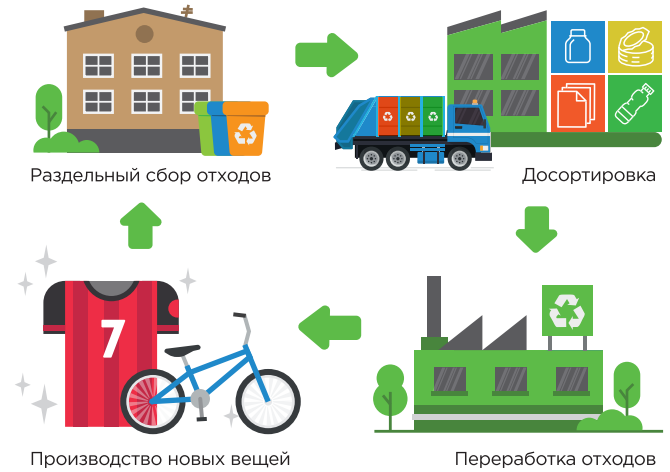 Раздельный сбор отходов
Досортировка
7
Производство новых вещей
Переработка отходов